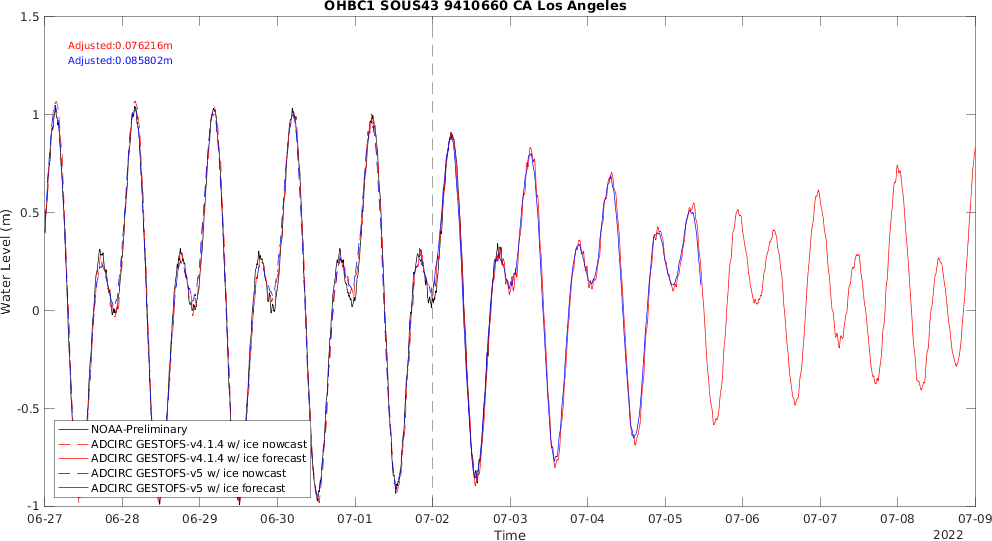 OHBC1 SOUS43 9410660 CA Los Angeles
1.5
Adjusted:0.076216m
Adjusted:0.085802m
1
0.5
Water Level (m)
0
-0.5
NOAA-Preliminary
ADCIRC GESTOFS-v4.1.4 w/ ice nowcast
ADCIRC GESTOFS-v4.1.4 w/ ice forecast
ADCIRC GESTOFS-v5 w/ ice nowcast
ADCIRC GESTOFS-v5 w/ ice forecast
-1
06-27 06-28 06-29 06-30 07-01 07-02 07-03 07-04 07-05 07-06 07-07 07-08 07-09
Time
2022